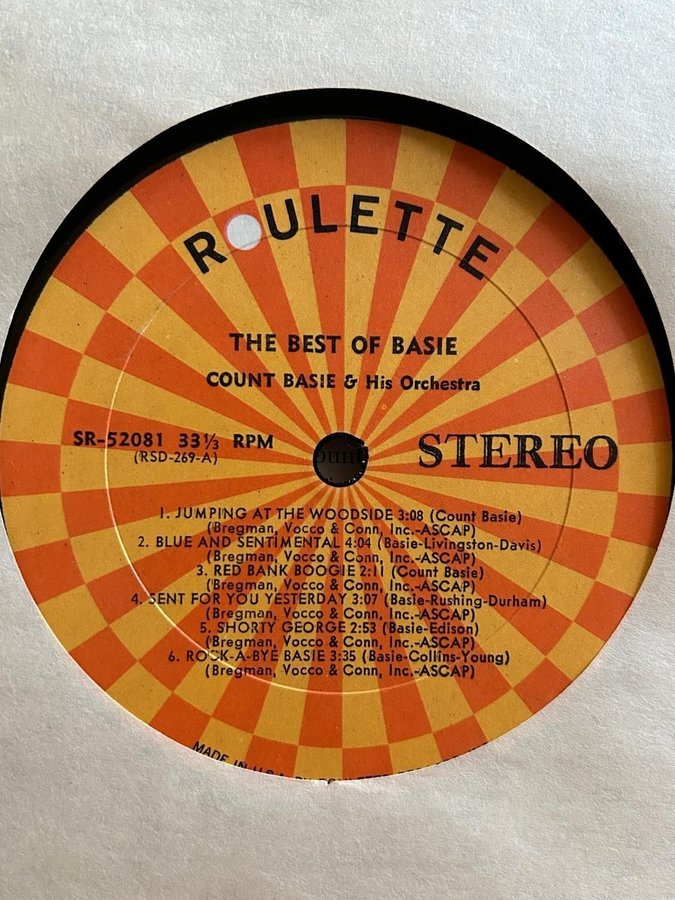 ROULETTE
THE BEST OF BASIE
COUNT BASIE & His Orchestra
SR-52081 33⅓ RPM
(RSD-269-A)
STEREO
1. JUMPING AT THE WOODSIDE 3:08 (Count Basie)
(Bregman, Vocco & Conn, Inc.-ASCAP)
2. BLUE AND SENTIMENTAL 4:04 (Basie-Livingston-Davis)
(Bregman, Vocco & Conn, Inc.-ASCAP)
3. RED BANK BOOGIE 2:11 (Count Basie)
(Bregman, Vocco & Conn, Inc.-ASCAP)
4. SENT FOR YOU YESTERDAY 3:07 (Basie-Rushing-Durham)
(Bregman, Vocco & Conn, Inc.-ASCAP)
5. SHORTY GEORGE 2:53 (Basie-Edison)
(Bregman, Vocco & Conn, Inc.-ASCAP)
6. ROCK-A-BYE BASIE 3:35 (Basie-Collins-Young)
(Bregman, Vocco & Conn, Inc.-ASCAP)
MADE IN U.S.A.